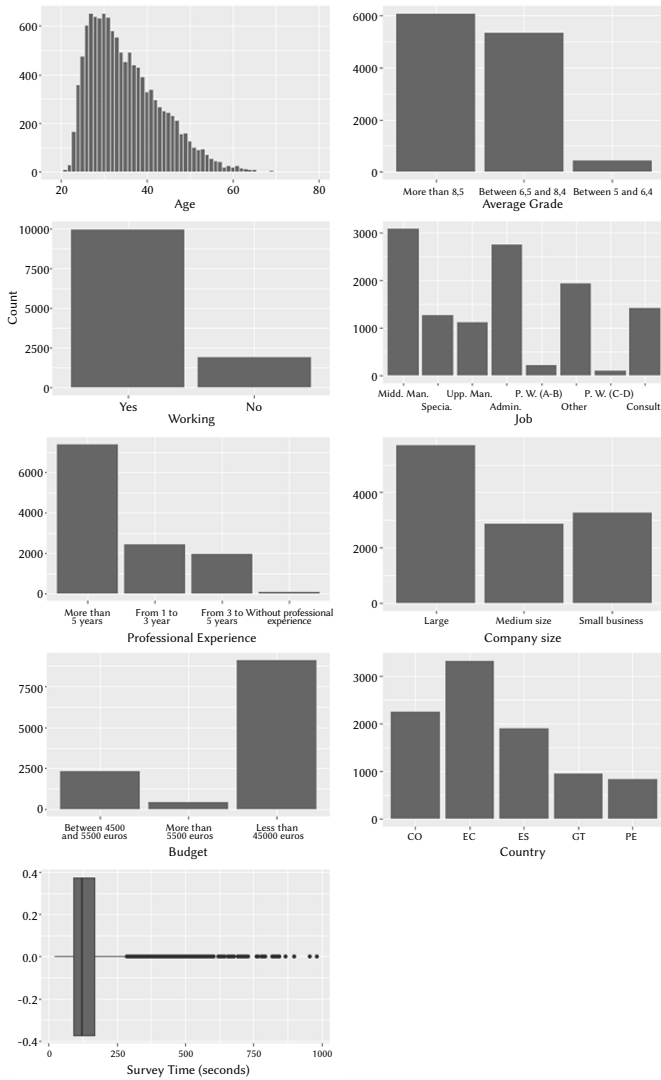 600
400
200
0
20 40 60 80
Age
6000
4000
2000
0
More than 8,5 Between 6,5 and 8,4 Between 5 and 6,4
Average Grade
Count
10000
7500
5000
2500
0
Yes No
Working
3000
2000
1000
0
Midd. Man. Upp. Man. P. W. (A-B) P. W. (C-D)
Specia. Admin. Other Consult
Job
6000
4000
2000
0
More than From 1 to From 3 to Without professional
5 years 3 year 5 years experience
Professional Experience
4000
2000
0
Large Medium size Small business
Company size
7500
5000
2500
0
Between 4500 More than Less than
and 5500 euros 5500 euros 45000 euros
Budget
3000
2000
1000
0
CO EC ES GT PE
Country
0.4
0.2
0.0
-0.2
-0.4
0 250 500 750 1000
Survey Time (seconds)